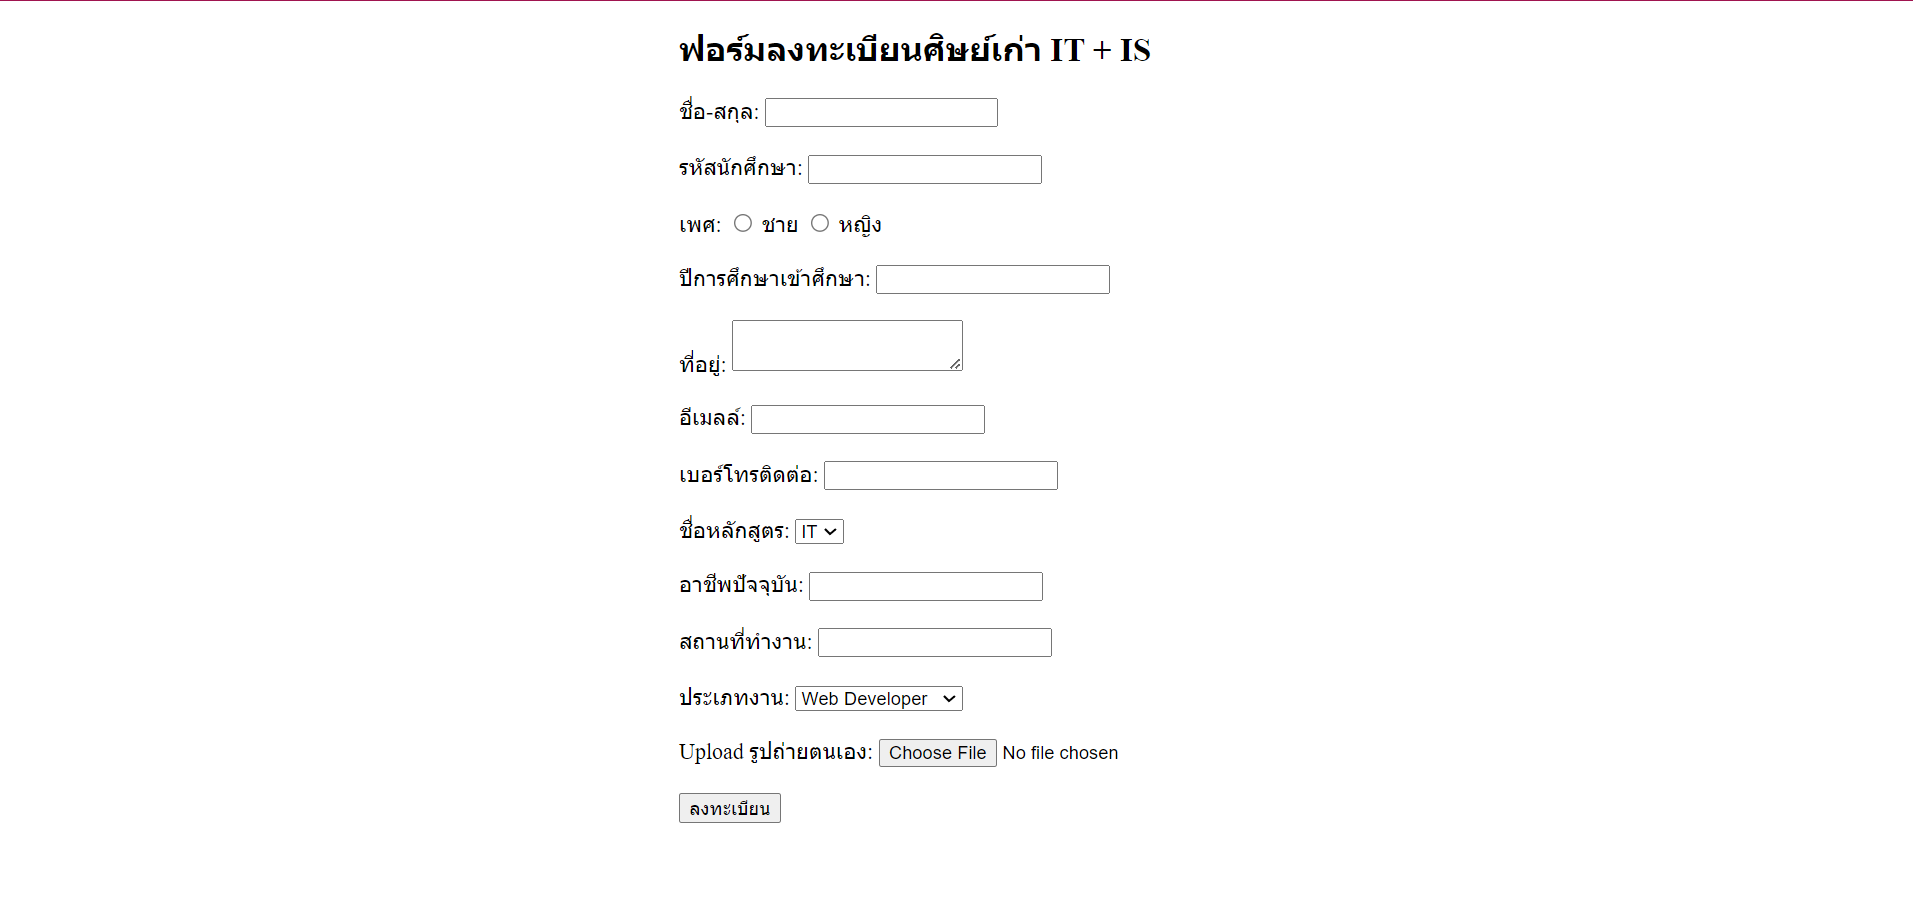 ฟอร์มลงทะเบียนศิษย์เก่า IT + IS
ชื่อ-สกุล:
รหัสนักศึกษา:
เพศ: ชาย หญิง
ปีการศึกษาเข้าศึกษา:
ที่อยู่:
อีเมลล์:
เบอร์โทรติดต่อ:
ชื่อหลักสูตร: IT
อาชีพปัจจุบัน:
สถานที่ทำงาน:
ประเภทงาน: Web Developer
Upload รูปถ่ายตนเอง: Choose File No file chosen
ลงทะเบียน